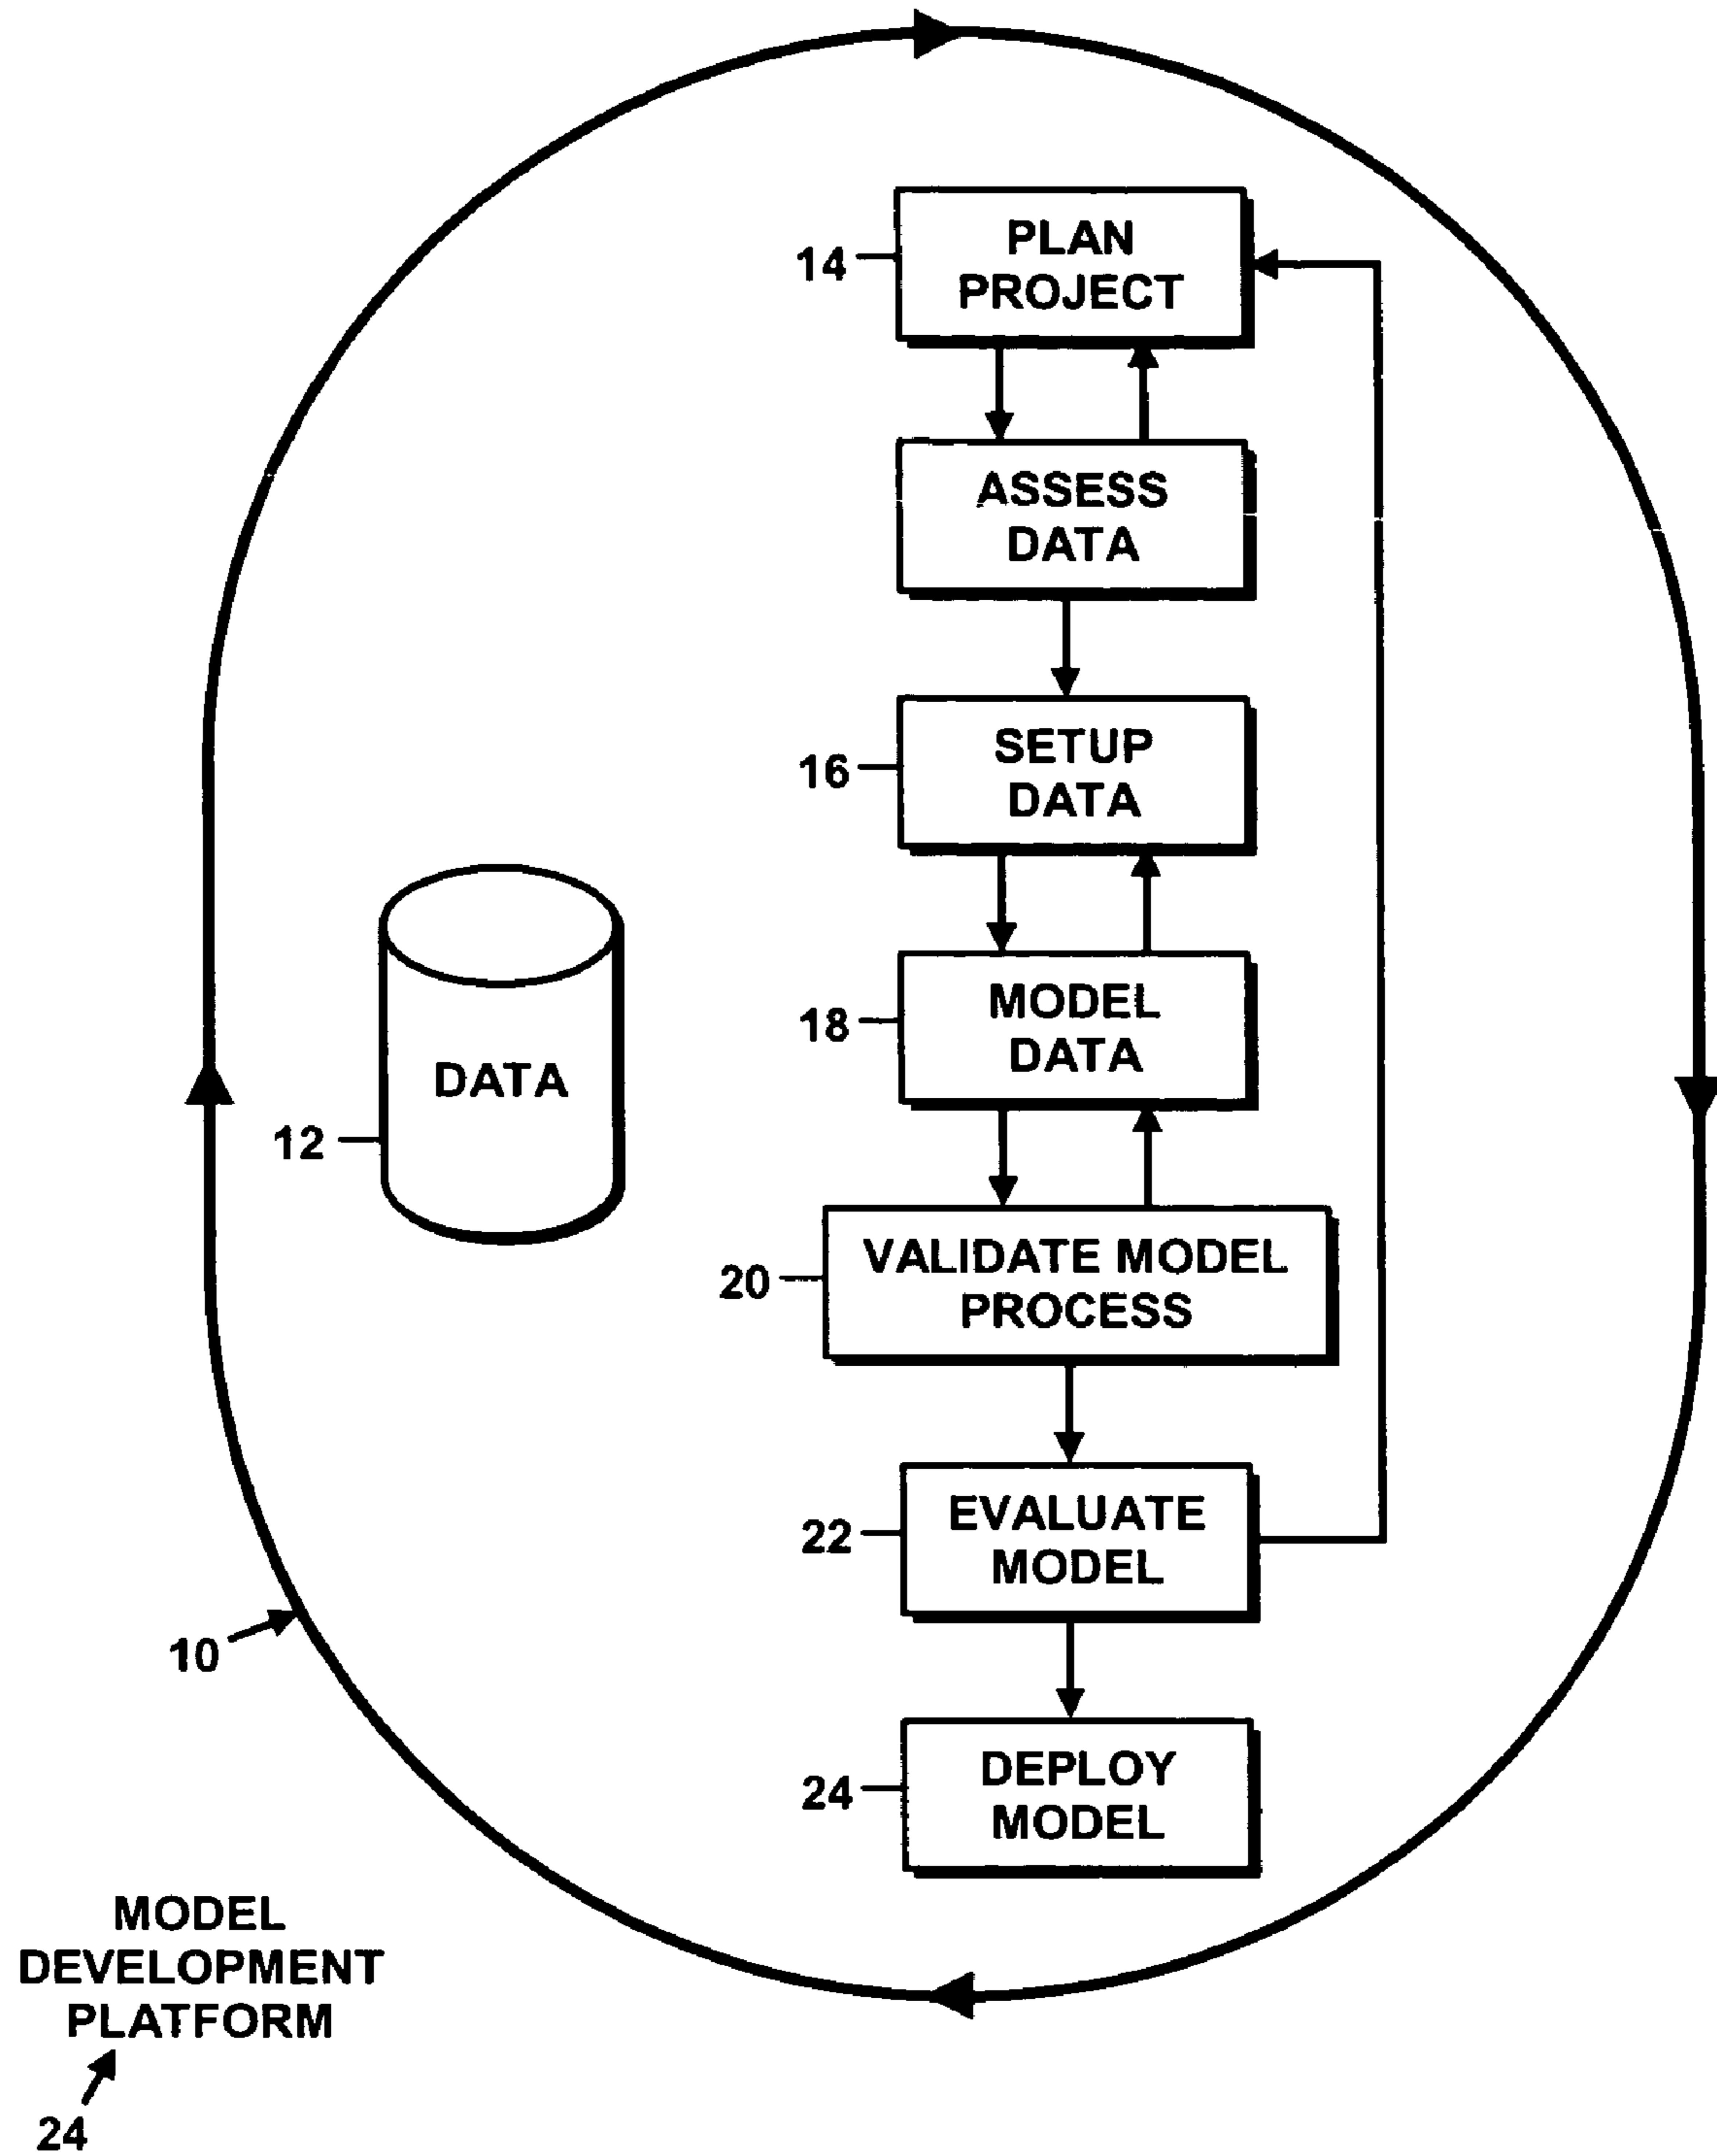 PLAN
PROJECT
14
ASSESS
DATA
SETUP
DATA
16
MODEL
DATA
18
DATA
12
VALIDATE MODEL
PROCESS
20
EVALUATE
MODEL
22
10
DEPLOY
MODEL
24
MODEL
DEVELOPMENT
PLATFORM
24